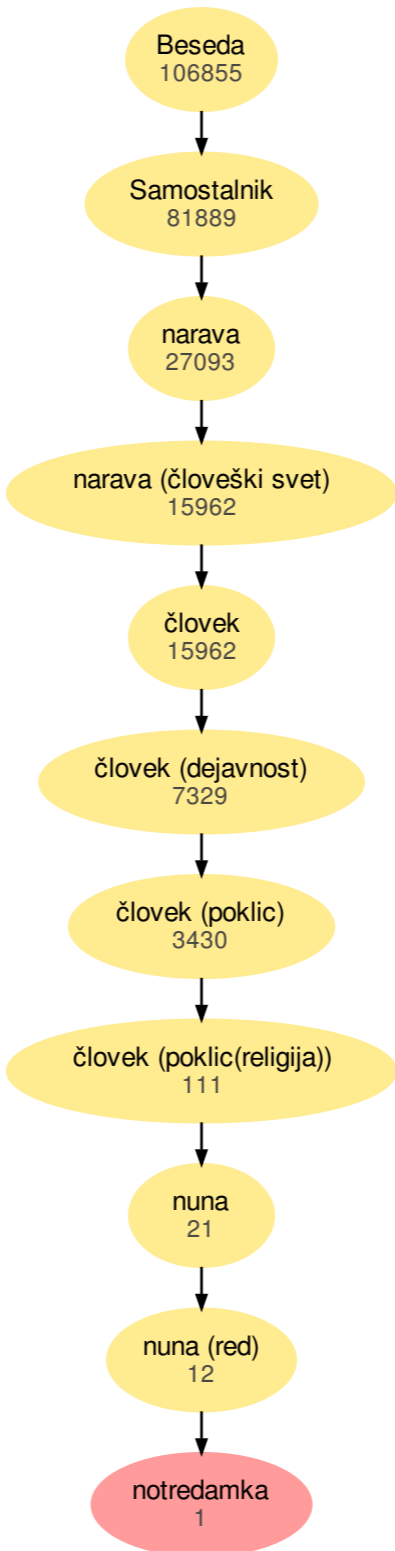 Beseda
106855
Samostalnik
81889
narava
27093
narava (človeški svet)
15962
človek
15962
človek (dejavnost)
7329
človek (poklic)
3430
človek (poklic(religija))
111
nuna
21
nuna (red)
12
notredamka
1